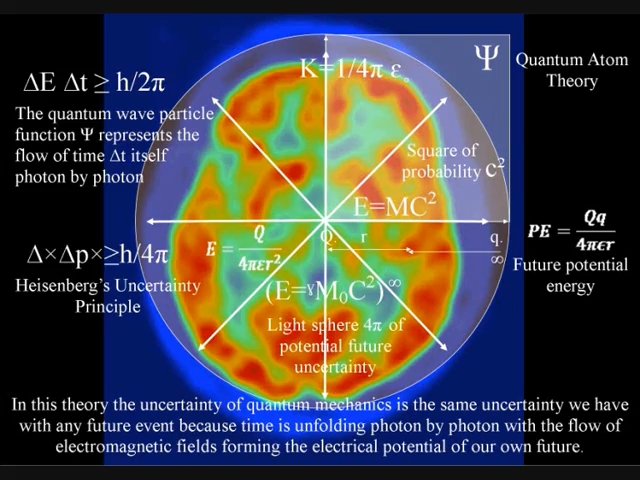 ΔE Δt ≥ h/2π
The quantum wave particle
function Ψ represents the
flow of time Δt itself
photon by photon
Δ×Δp×≥h/4π
Heisenberg's Uncertainty
Principle
K=1/4π ε。
Ψ
Quantum Atom
Theory
Square of
probability C²
E=MC²
E = Q/4πεr²
Q.
r
q.
∞
PE = Qq/4πϵr
Future potential
energy
(E=ɣM₀C²)∞
Light sphere 4π of
potential future
uncertainty
In this theory the uncertainty of quantum mechanics is the same uncertainty we have
with any future event because time is unfolding photon by photon with the flow of
electromagnetic fields forming the electrical potential of our own future.